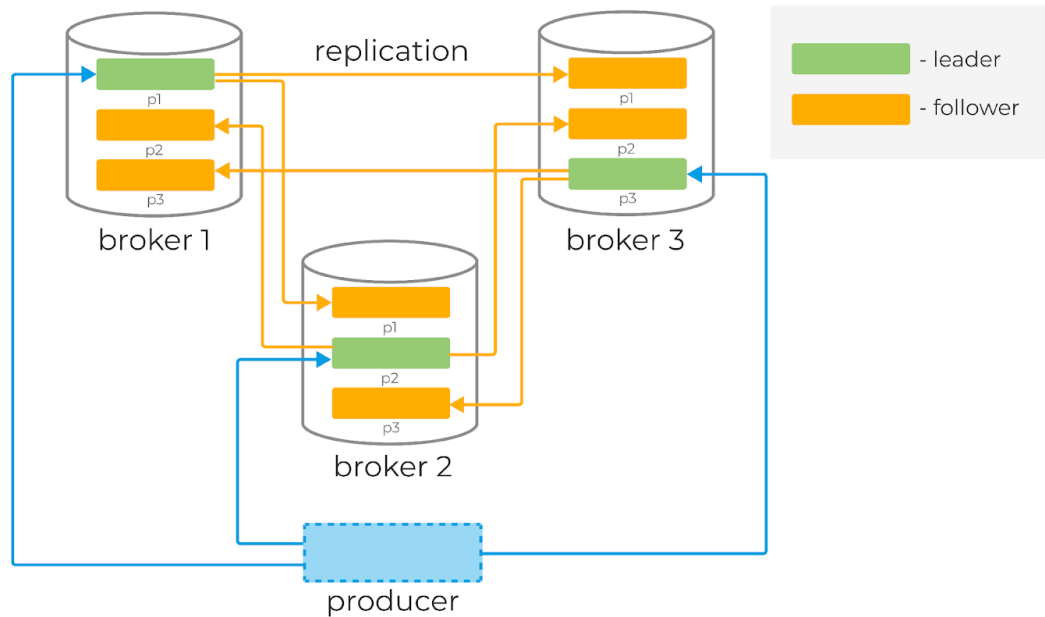 replication
p1
p2
p3
broker 1
p1
p2
p3
broker 3
- leader
- follower
p1
p2
p3
broker 2
producer